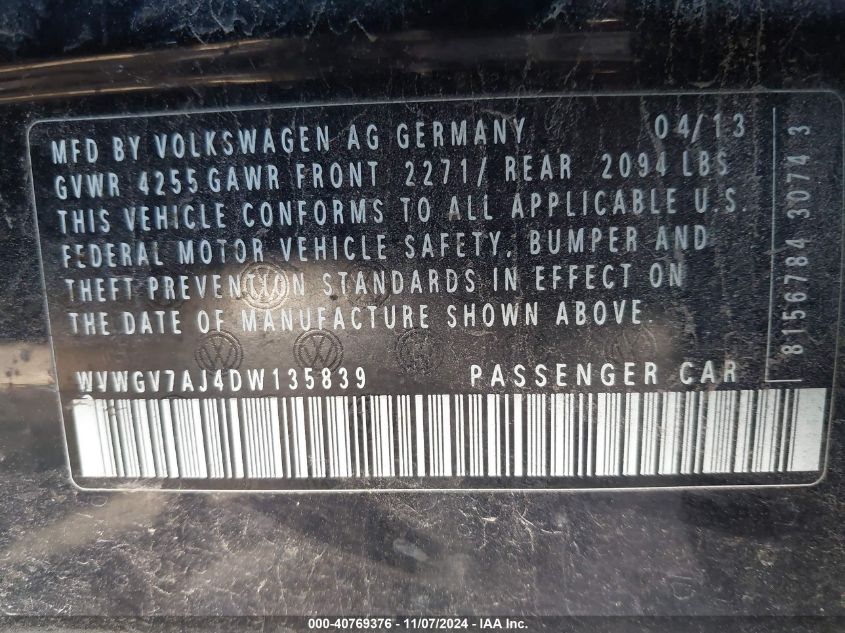 MFD BY VOLKSWAGEN AG GERMANY 04/13
GVWR 4255 GAWR FRONT 2271/ REAR 2094 LBS
THIS VEHICLE CONFORMS TO ALL APPLICABLE U.S.
FEDERAL MOTOR VEHICLE SAFETY, BUMPER AND
THEFT PREVENTION STANDARDS IN EFFECT ON
THE DATE OF MANUFACTURE SHOWN ABOVE.
WVWGV7AJ4DW135839 PASSENGER CAR
8156784 3074 3
000-40769376 - 11/07/2024 - IAA Inc.